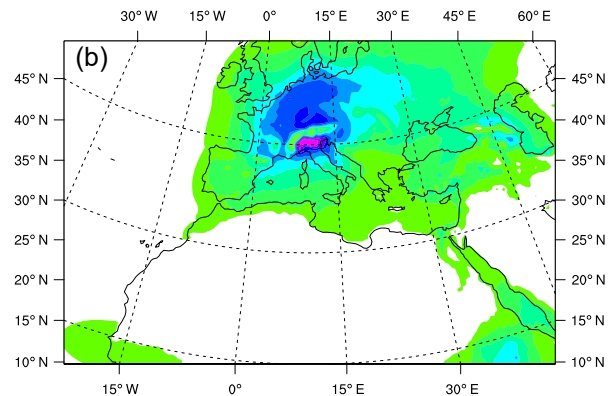 30° W 15° W 0° 15° E 30° E 45° E 60° E
(b)
45° N 45° N
40° N 40° N
35° N 35° N
30° N 30° N
25° N 25° N
20° N 20° N
15° N 15° N
10° N 10° N
15° W 0° 15° E 30° E